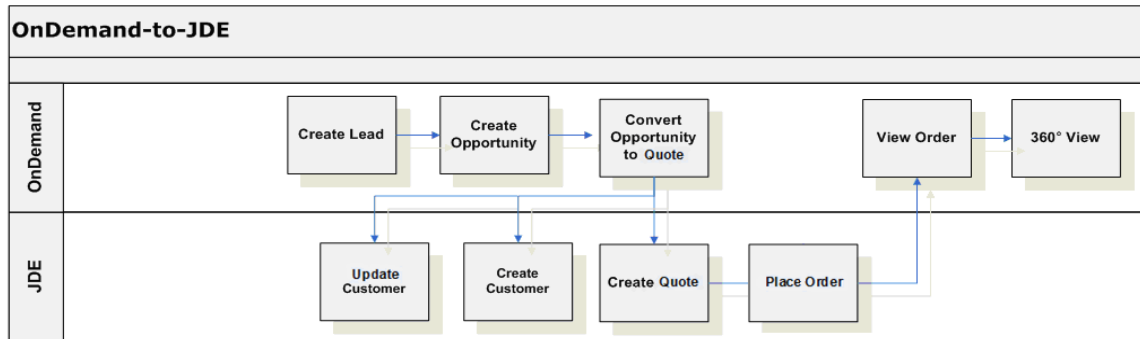 OnDemand-to-JDE
OnDemand
Create Lead
Create
Opportunity
Convert
Opportunity
to Quote
View Order
360° View
JDE
Update
Customer
Create
Customer
Create Quote
Place Order